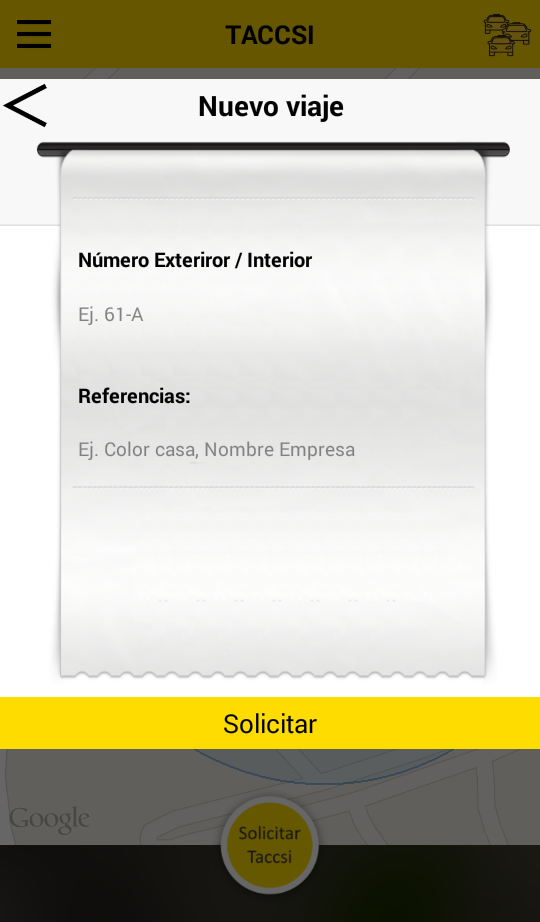 TACCSI
Nuevo viaje
Número Exteriror / Interior
Ej. 61-A
Referencias:
Ej. Color casa, Nombre Empresa
Solicitar
Google
Solicitar
Taccsi